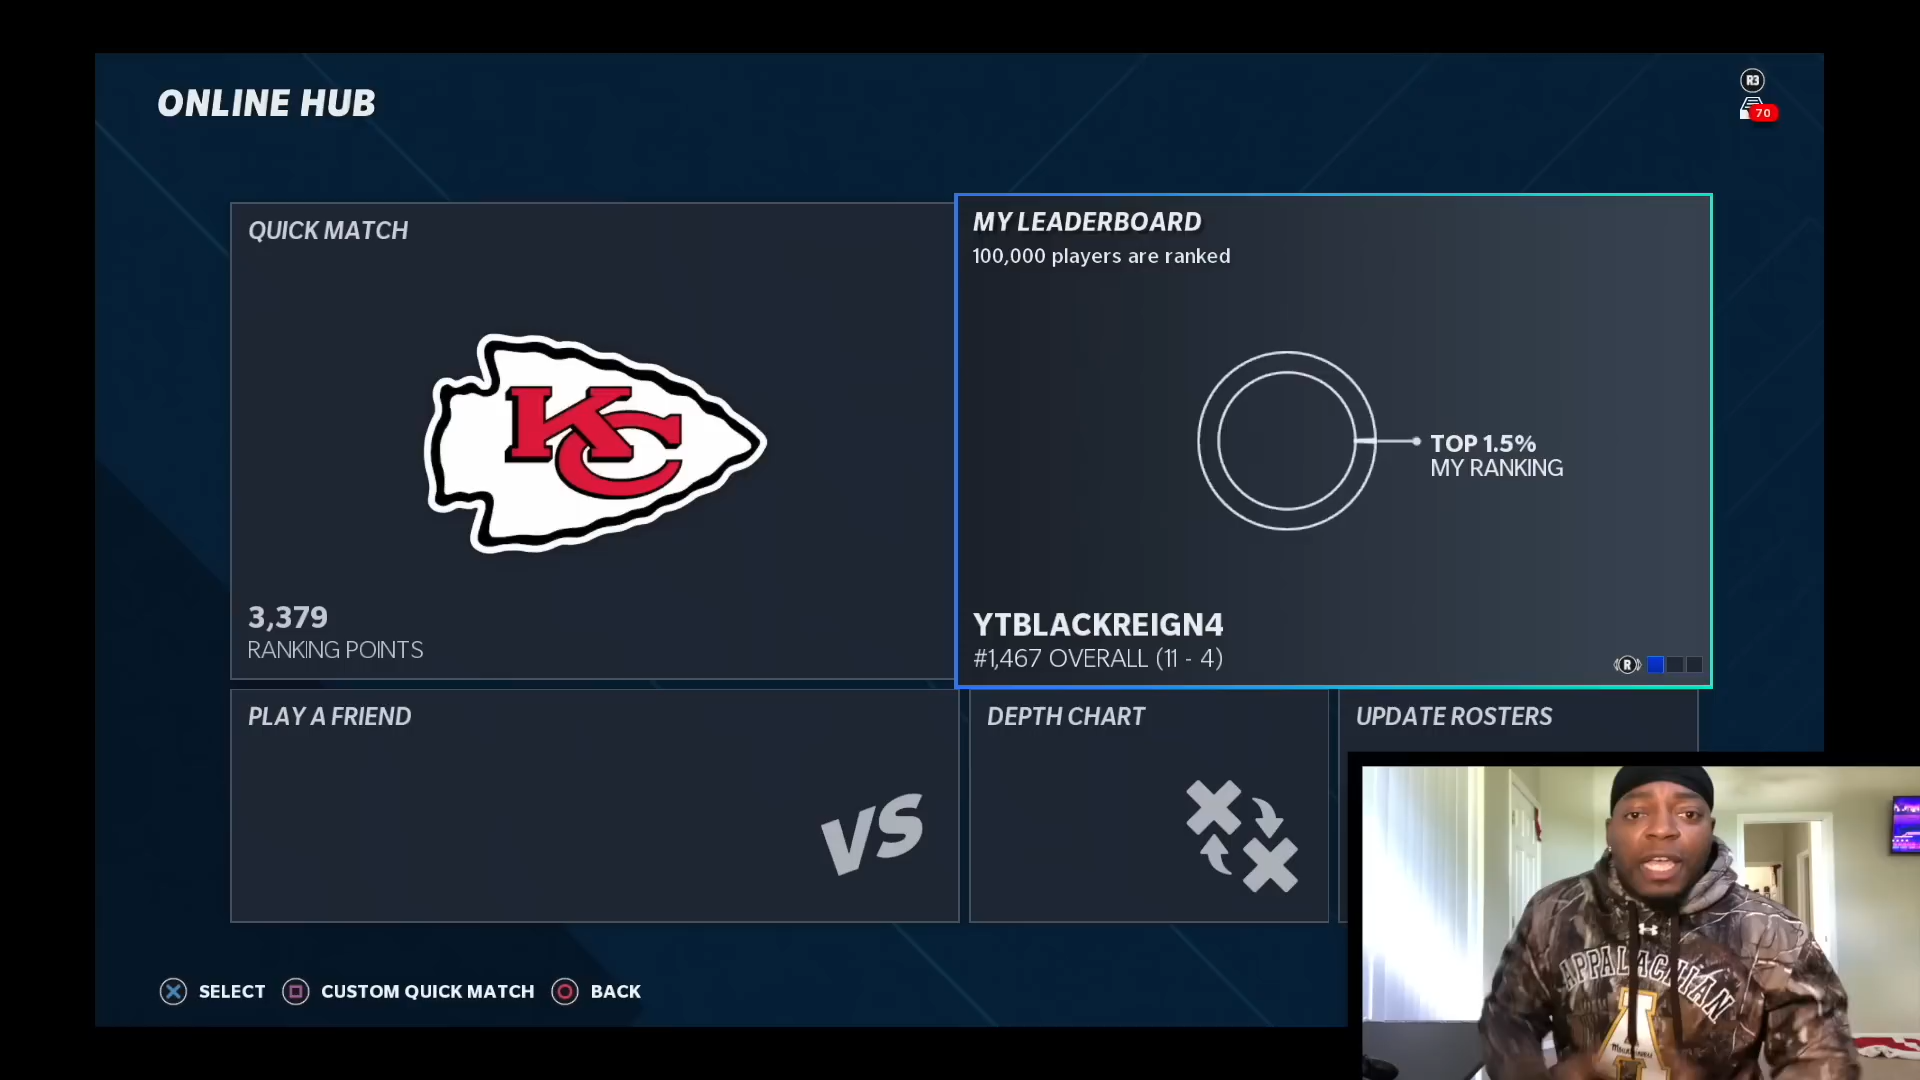 ONLINE HUB
R3
70
QUICK MATCH
KC
3,379
RANKING POINTS
MY LEADERBOARD
100,000 players are ranked
TOP 1.5%
MY RANKING
YTBLACKREIGN4
#1,467 OVERALL (11 - 4)
R
PLAY A FRIEND
VS
DEPTH CHART
UPDATE ROSTERS
APPALACHIAN
A
SELECT
CUSTOM QUICK MATCH
BACK